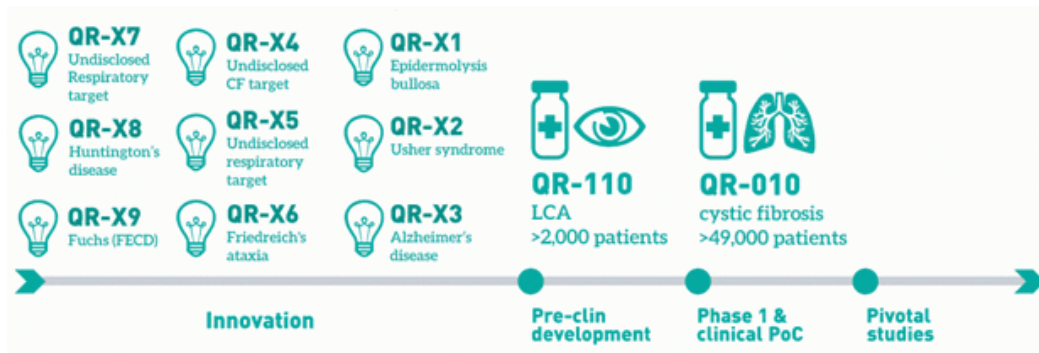 QR-X7
Undisclosed
Respiratory
target
QR-X4
Undisclosed
CF target
QR-X1
Epidermolysis
bullosa
QR-X8
Huntington's
disease
QR-X5
Undisclosed
respiratory
target
QR-X2
Usher syndrome
QR-X9
Fuchs (FECD)
QR-X6
Friedreich's
ataxia
QR-X3
Alzheimer's
disease
QR-110
LCA
>2,000 patients
QR-010
cystic fibrosis
>49,000 patients
Innovation
Pre-clin
development
Phase 1 &
clinical PoC
Pivotal
studies